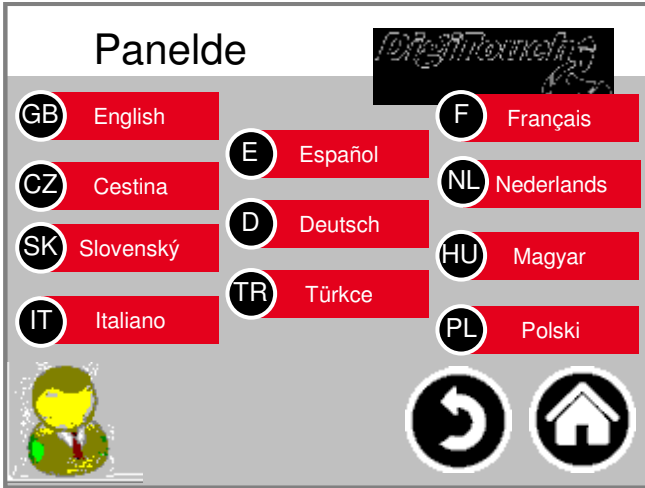 Panelde
DigiTouch
GB English
CZ Cestina
SK Slovenský
IT Italiano
E Español
D Deutsch
TR Türkce
F Français
NL Nederlands
HU Magyar
PL Polski